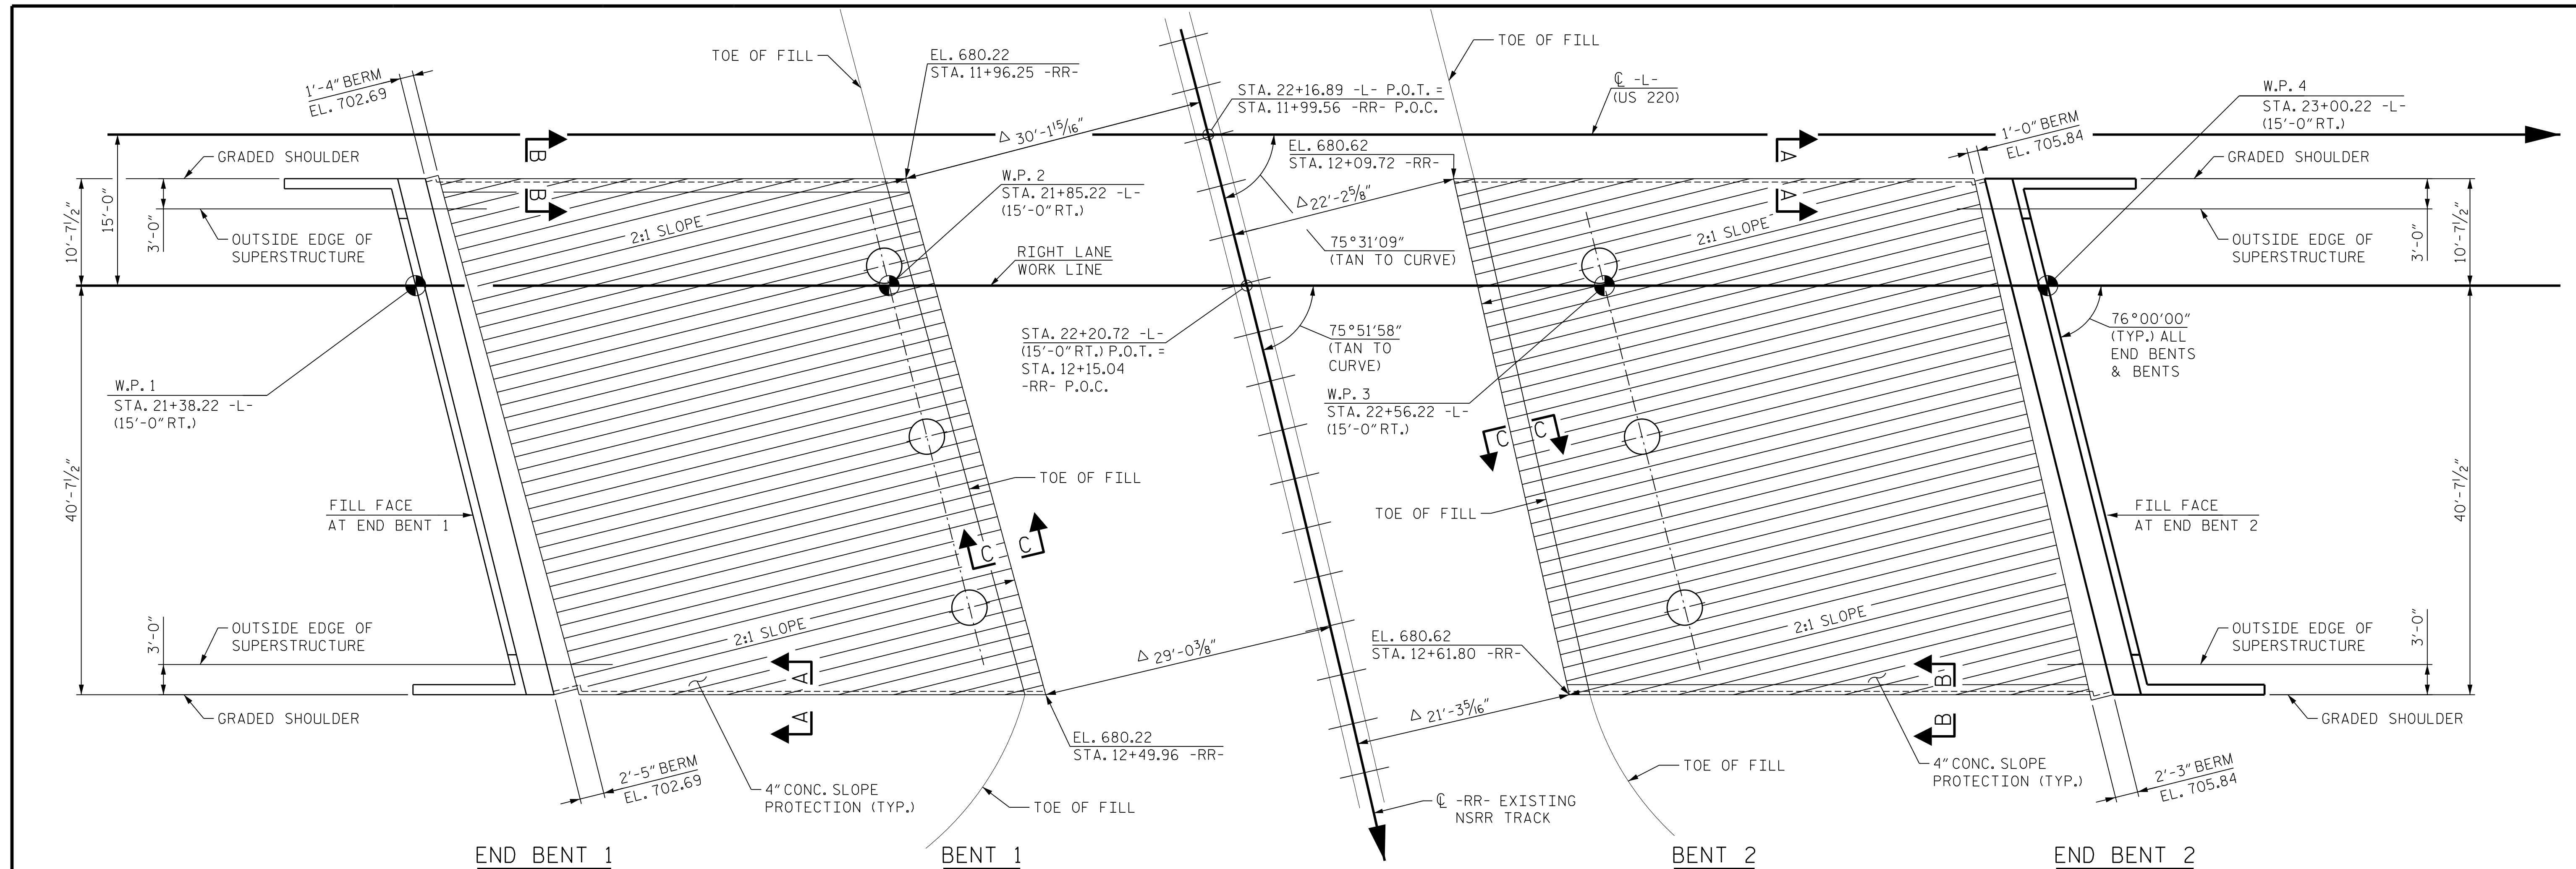 TOE OF FILL
EL. 680.22
STA. 11+96.25 -RR-
1'-4" BERM
EL. 702.69
Δ 30'-1 15/16"
STA. 22+16.89 -L- P.O.T. =
STA. 11+99.56 -RR- P.O.C.
TOE OF FILL
℄ -L-
(US 220)
W.P. 4
STA. 23+00.22 -L-
(15'-0" RT.)
1'-0" BERM
EL. 705.84
GRADED SHOULDER
B
B
EL. 680.62
STA. 12+09.72 -RR-
A
A
GRADED SHOULDER
W.P. 2
STA. 21+85.22 -L-
(15'-0" RT.)
10'-7 1/2"
15'-0"
3'-0"
OUTSIDE EDGE OF
SUPERSTRUCTURE
2:1 SLOPE
Δ 22'-2 5/8"
75°31'09"
(TAN TO CURVE)
2:1 SLOPE
OUTSIDE EDGE OF
SUPERSTRUCTURE
3'-0"
10'-7 1/2"
RIGHT LANE
WORK LINE
STA. 22+20.72 -L-
(15'-0" RT.) P.O.T. =
STA. 12+15.04
-RR- P.O.C.
75°51'58"
(TAN TO
CURVE)
76°00'00"
(TYP.) ALL
END BENTS
& BENTS
W.P. 1
STA. 21+38.22 -L-
(15'-0" RT.)
W.P. 3
STA. 22+56.22 -L-
(15'-0" RT.)
C
C
40'-7 1/2"
FILL FACE
AT END BENT 1
TOE OF FILL
TOE OF FILL
FILL FACE
AT END BENT 2
40'-7 1/2"
C
C
3'-0"
OUTSIDE EDGE OF
SUPERSTRUCTURE
2:1 SLOPE
Δ 29'-0 3/8"
EL. 680.62
STA. 12+61.80 -RR-
2:1 SLOPE
OUTSIDE EDGE OF
SUPERSTRUCTURE
3'-0"
A
A
B
B
GRADED SHOULDER
Δ 21'-3 5/16"
GRADED SHOULDER
EL. 680.22
STA. 12+49.96 -RR-
2'-5" BERM
EL. 702.69
4" CONC. SLOPE
PROTECTION (TYP.)
TOE OF FILL
℄ -RR- EXISTING
NSRR TRACK
TOE OF FILL
4" CONC. SLOPE
PROTECTION (TYP.)
2'-3" BERM
EL. 705.84
END BENT 1
BENT 1
BENT 2
END BENT 2